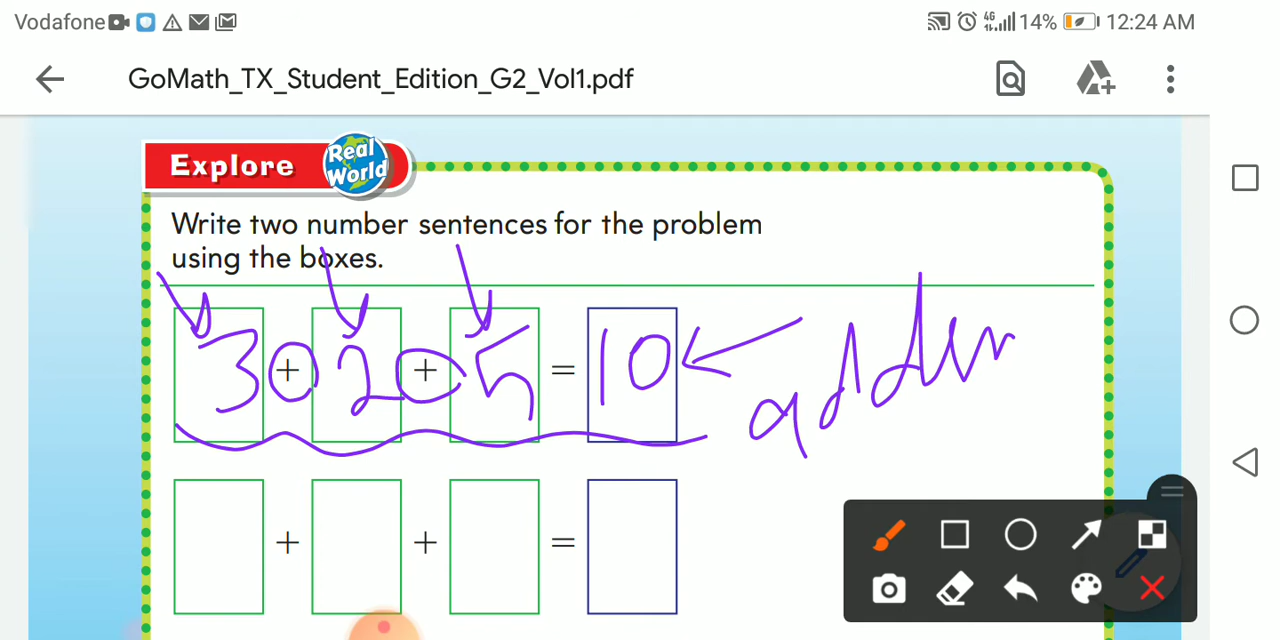 Vodafone 4G 14% 12:24 AM
GoMath_TX_Student_Edition_G2_Vol1.pdf
Explore Real World
Write two number sentences for the problem
using the boxes.
3 + 2 + 5 = 10
+ + =